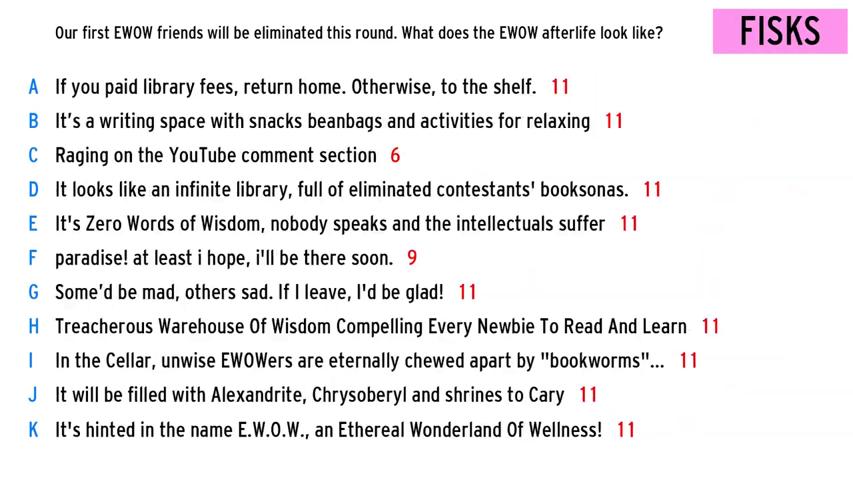 Our first EWOW friends will be eliminated this round. What does the EWOW afterlife look like?
FISKS
A If you paid library fees, return home. Otherwise, to the shelf. 11
B It's a writing space with snacks beanbags and activities for relaxing 11
C Raging on the YouTube comment section 6
D It looks like an infinite library, full of eliminated contestants' booksonas. 11
E It's Zero Words of Wisdom, nobody speaks and the intellectuals suffer 11
F paradise! at least i hope, i'll be there soon. 9
G Some'd be mad, others sad. If I leave, I'd be glad! 11
H Treacherous Warehouse Of Wisdom Compelling Every Newbie To Read And Learn 11
I In the Cellar, unwise EWOWers are eternally chewed apart by "bookworms"... 11
J It will be filled with Alexandrite, Chrysoberyl and shrines to Cary 11
K It's hinted in the name E.W.O.W., an Ethereal Wonderland Of Wellness! 11